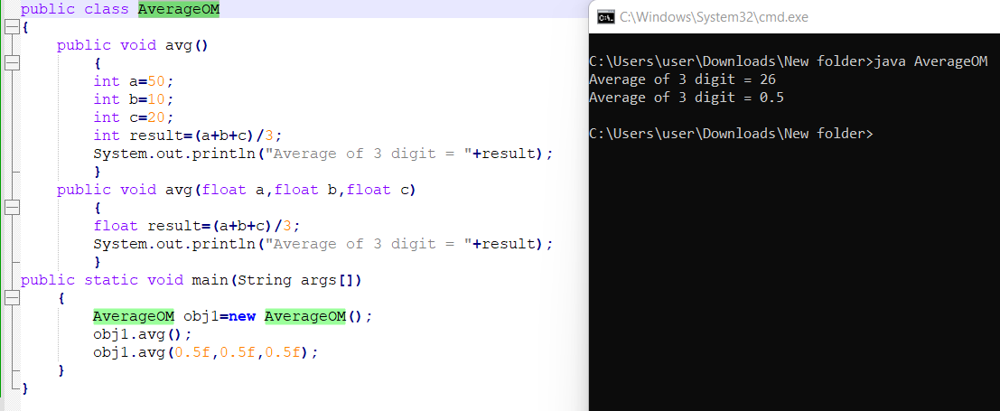 public class AverageOM
{
public void avg()
{
int a=50;
int b=10;
int c=20;
int result=(a+b+c)/3;
System.out.println("Average of 3 digit = "+result);
}
public void avg(float a,float b,float c)
{
float result=(a+b+c)/3;
System.out.println("Average of 3 digit = "+result);
}
public static void main(String args[])
{
AverageOM obj1=new AverageOM();
obj1.avg();
obj1.avg(0.5f,0.5f,0.5f);
}
}
C:\Windows\System32\cmd.exe
C:\Users\user\Downloads\New folder>java AverageOM
Average of 3 digit = 26
Average of 3 digit = 0.5
C:\Users\user\Downloads\New folder>